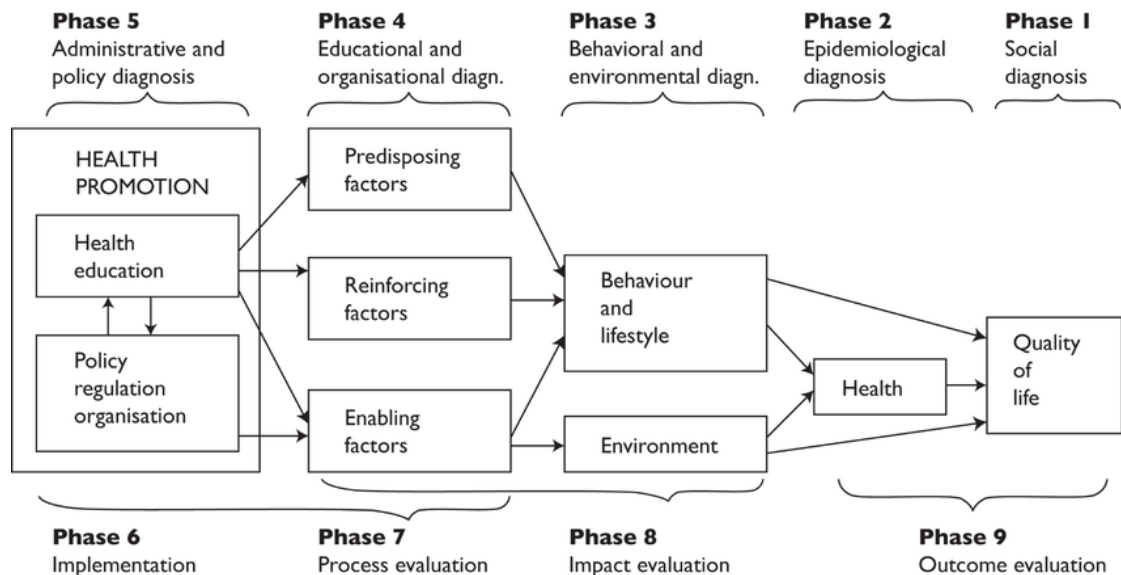 Phase 5
Administrative and
policy diagnosis
Phase 4
Educational and
organisational diagn.
Phase 3
Behavioral and
environmental diagn.
Phase 2
Epidemiological
diagnosis
Phase 1
Social
diagnosis
HEALTH
PROMOTION
Health
education
Policy
regulation
organisation
Predisposing
factors
Reinforcing
factors
Enabling
factors
Behaviour
and
lifestyle
Environment
Health
Quality
of
life
Phase 6
Implementation
Phase 7
Process evaluation
Phase 8
Impact evaluation
Phase 9
Outcome evaluation